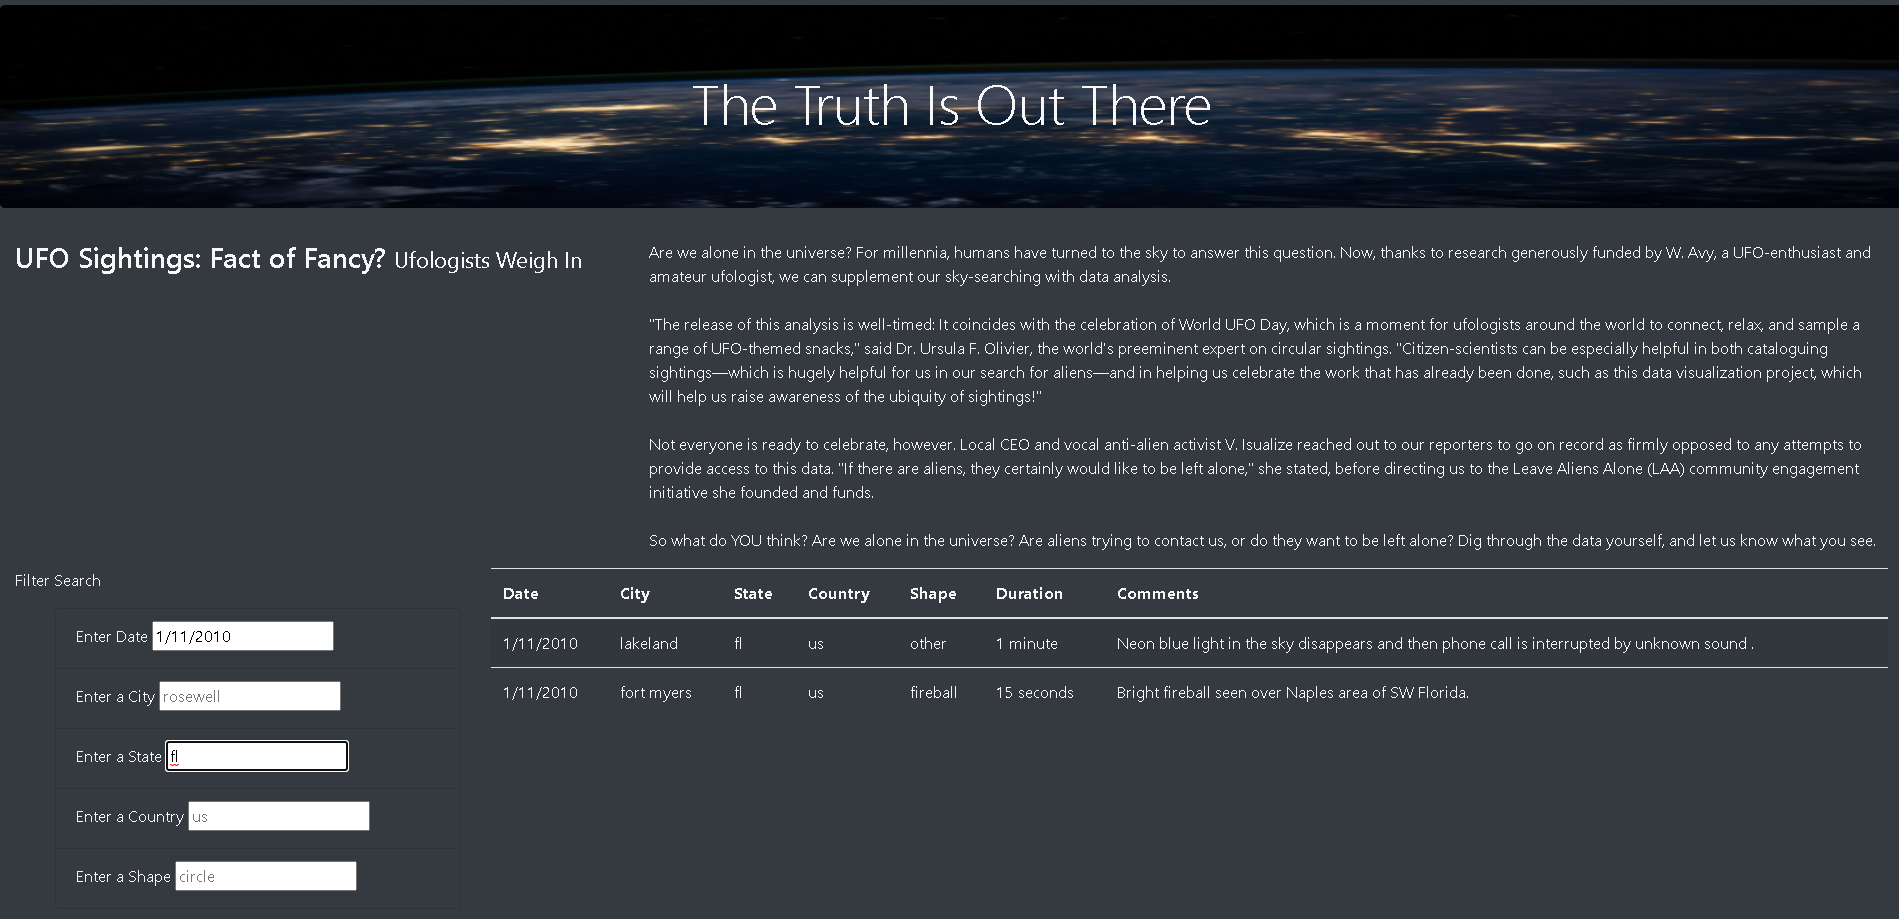 The Truth Is Out There
UFO Sightings: Fact of Fancy? Ufologists Weigh In
Are we alone in the universe? For millennia, humans have turned to the sky to answer this question. Now, thanks to research generously funded by W. Avy, a UFO-enthusiast and
amateur ufologist, we can supplement our sky-searching with data analysis.
"The release of this analysis is well-timed: It coincides with the celebration of World UFO Day, which is a moment for ufologists around the world to connect, relax, and sample a
range of UFO-themed snacks," said Dr. Ursula F. Olivier, the world's preeminent expert on circular sightings. "Citizen-scientists can be especially helpful in both cataloguing
sightings—which is hugely helpful for us in our search for aliens—and in helping us celebrate the work that has already been done, such as this data visualization project, which
will help us raise awareness of the ubiquity of sightings!"
Not everyone is ready to celebrate, however. Local CEO and vocal anti-alien activist V. Isualize reached out to our reporters to go on record as firmly opposed to any attempts to
provide access to this data. "If there are aliens, they certainly would like to be left alone," she stated, before directing us to the Leave Aliens Alone (LAA) community engagement
initiative she founded and funds.
So what do YOU think? Are we alone in the universe? Are aliens trying to contact us, or do they want to be left alone? Dig through the data yourself, and let us know what you see.
Filter Search
Enter Date 1/11/2010
Enter a City rosewell
Enter a State fl
Enter a Country us
Enter a Shape circle
Date City State Country Shape Duration Comments
1/11/2010 lakeland fl us other 1 minute Neon blue light in the sky disappears and then phone call is interrupted by unknown sound .
1/11/2010 fort myers fl us fireball 15 seconds Bright fireball seen over Naples area of SW Florida.